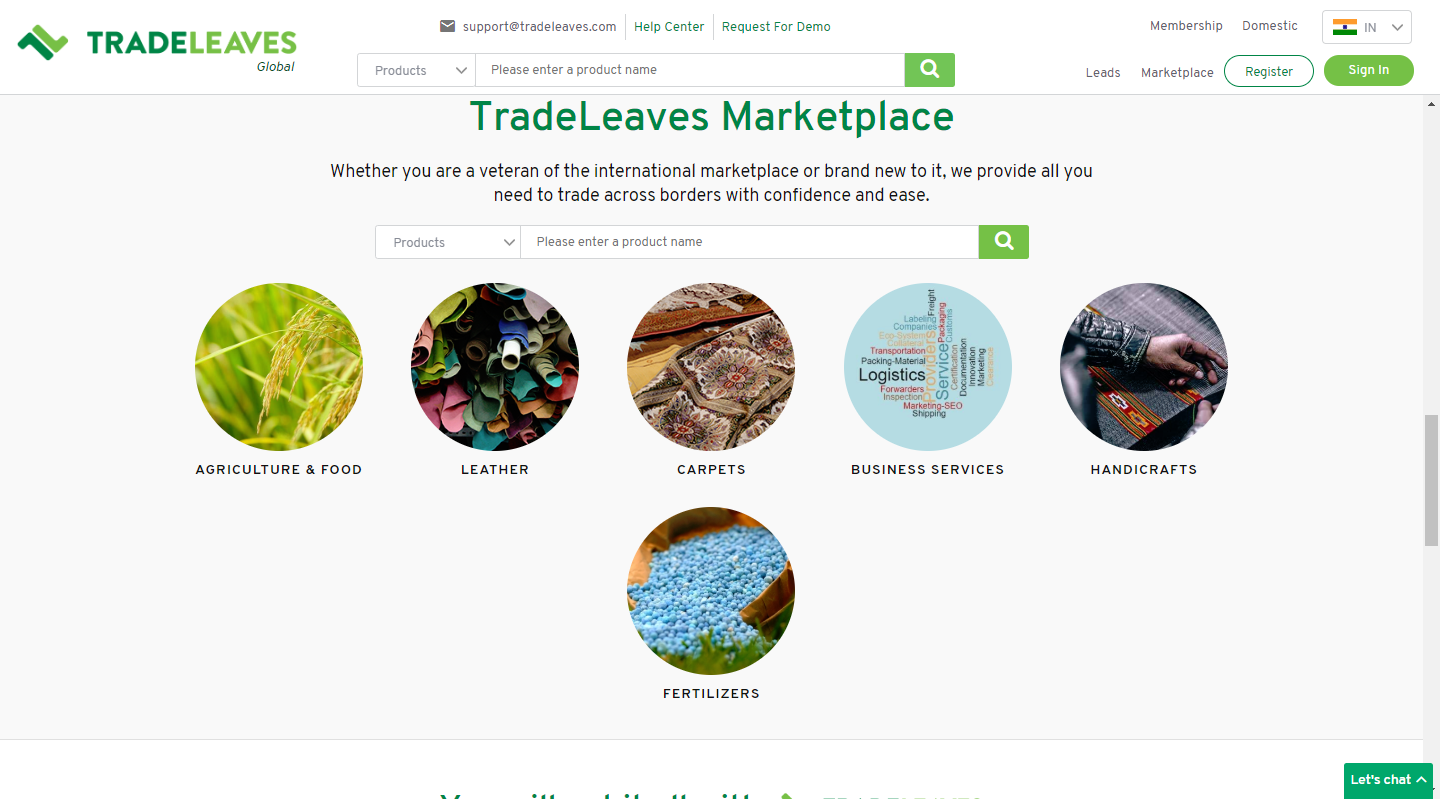 support@tradeleaves.com
Help Center
Request For Demo
Membership
Domestic
IN
TRADELEAVES
Global
Products
Please enter a product name
Leads
Marketplace
Register
Sign In
TradeLeaves Marketplace
Whether you are a veteran of the international marketplace or brand new to it, we provide all you
need to trade across borders with confidence and ease.
Products
Please enter a product name
Labeling
Companies
Eco-System
Collateral
Transportation
Packing-Material
Logistics
Forwarders
Inspection
Marketing-SEO
Shipping
Freight
Providers
Packaging
Service
Customs
Certification
Documentation
Innovation
Marketing
AGRICULTURE & FOOD
LEATHER
CARPETS
BUSINESS SERVICES
HANDICRAFTS
FERTILIZERS
Let's chat